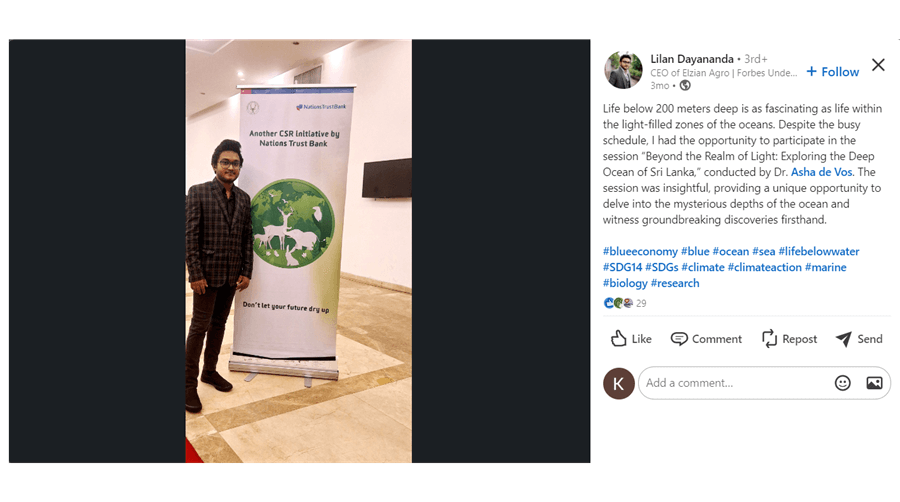 NationsTrustBank
Another CSR initiative by
Nations Trust Bank
Don't let your future dry up
Lilan Dayananda • 3rd+
CEO of Elzian Agro | Forbes Unde...
3mo •
+ Follow
Life below 200 meters deep is as fascinating as life within
the light-filled zones of the oceans. Despite the busy
schedule, I had the opportunity to participate in the
session "Beyond the Realm of Light: Exploring the Deep
Ocean of Sri Lanka," conducted by Dr. Asha de Vos. The
session was insightful, providing a unique opportunity to
delve into the mysterious depths of the ocean and
witness groundbreaking discoveries firsthand.
#blueeconomy #blue #ocean #sea #lifebelowwater
#SDG14 #SDGs #climate #climateaction #marine
#biology #research
29
Like Comment Repost Send
K Add a comment...